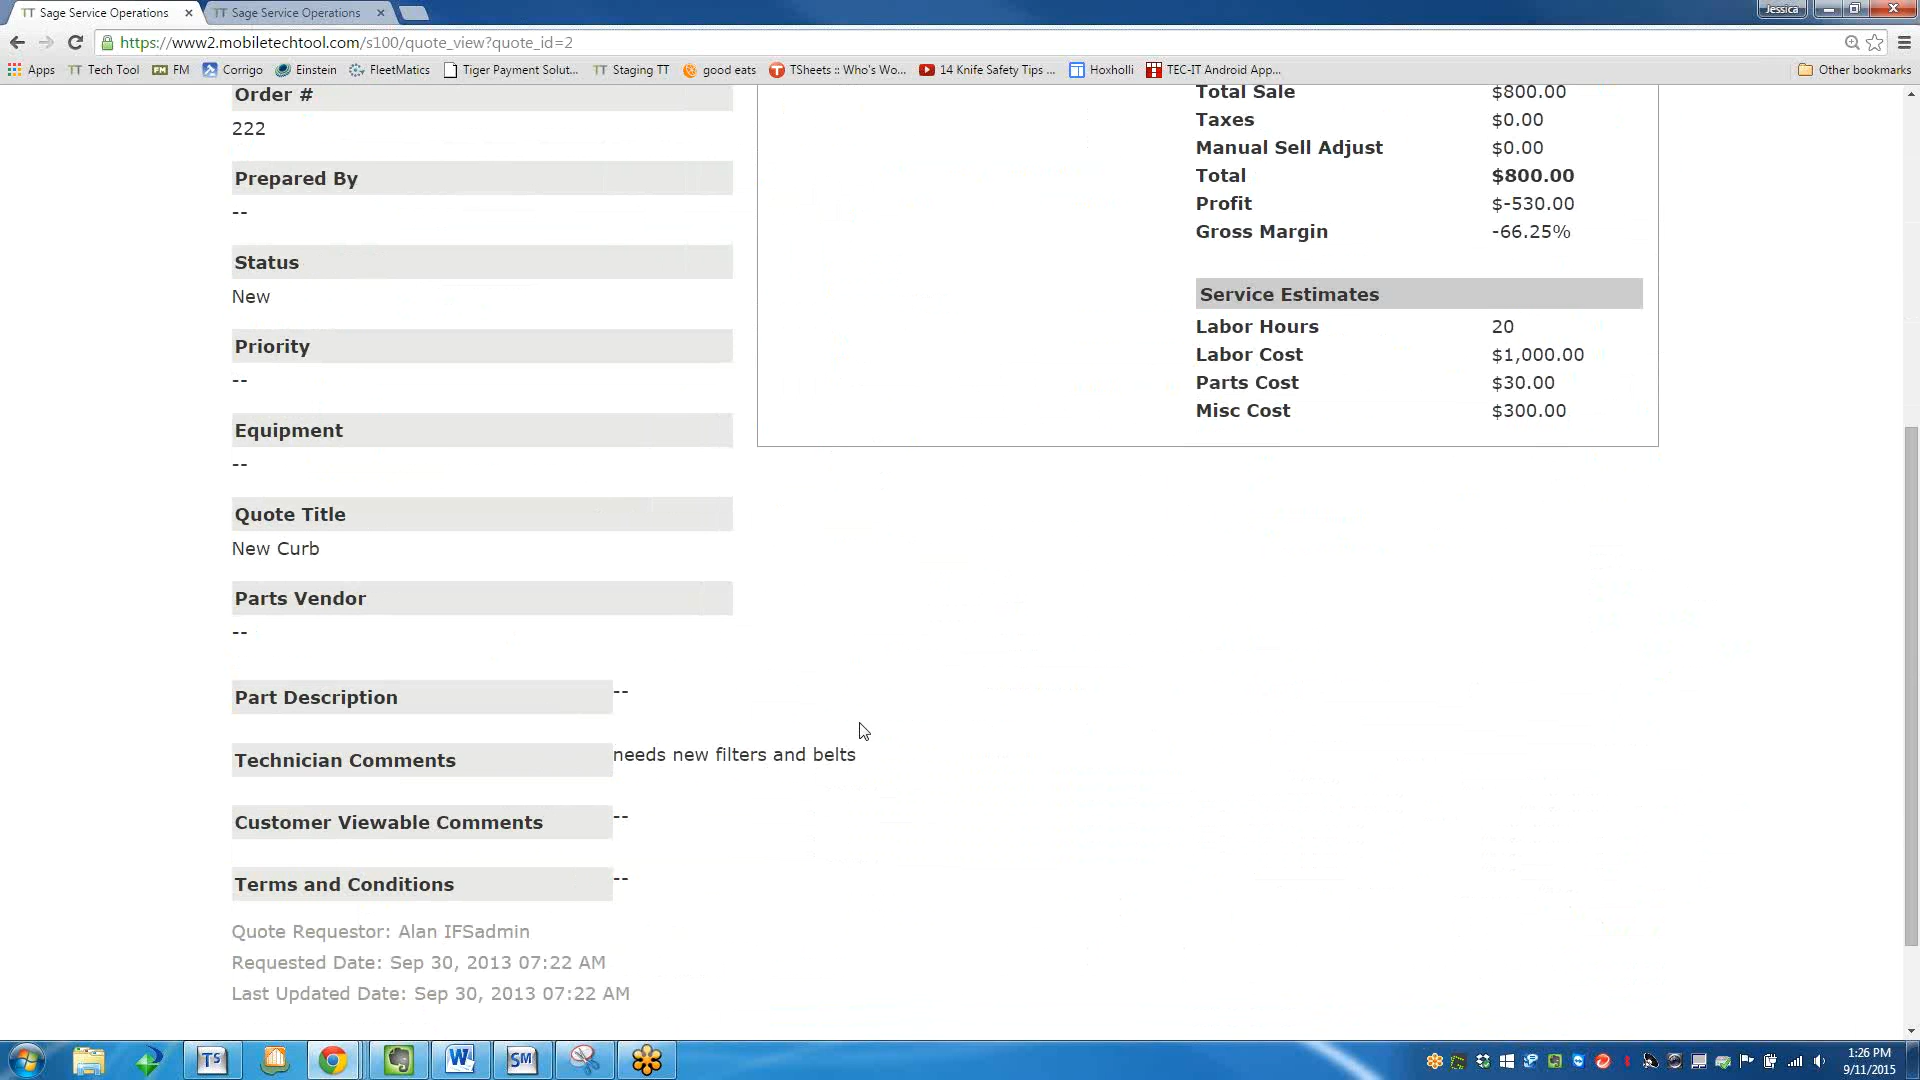 TT Sage Service Operations
TT Sage Service Operations
Jessica
https://www2.mobiletechtool.com/s100/quote_view?quote_id=2
Apps
TT Tech Tool
FM FM
Corrigo
Einstein
FleetMatics
Tiger Payment Solut...
TT Staging TT
good eats
TSheets :: Who's Wo...
14 Knife Safety Tips ...
Hoxholli
TEC-IT Android App...
Other bookmarks
Order #
222
Prepared By
--
Status
New
Priority
--
Equipment
--
Quote Title
New Curb
Parts Vendor
--
Part Description --
Technician Comments needs new filters and belts
Customer Viewable Comments --
Terms and Conditions --
Quote Requestor: Alan IFSadmin
Requested Date: Sep 30, 2013 07:22 AM
Last Updated Date: Sep 30, 2013 07:22 AM
Total Sale $800.00
Taxes $0.00
Manual Sell Adjust $0.00
Total $800.00
Profit $-530.00
Gross Margin -66.25%
Service Estimates
Labor Hours 20
Labor Cost $1,000.00
Parts Cost $30.00
Misc Cost $300.00
TS
W
SM
1:26 PM
9/11/2015